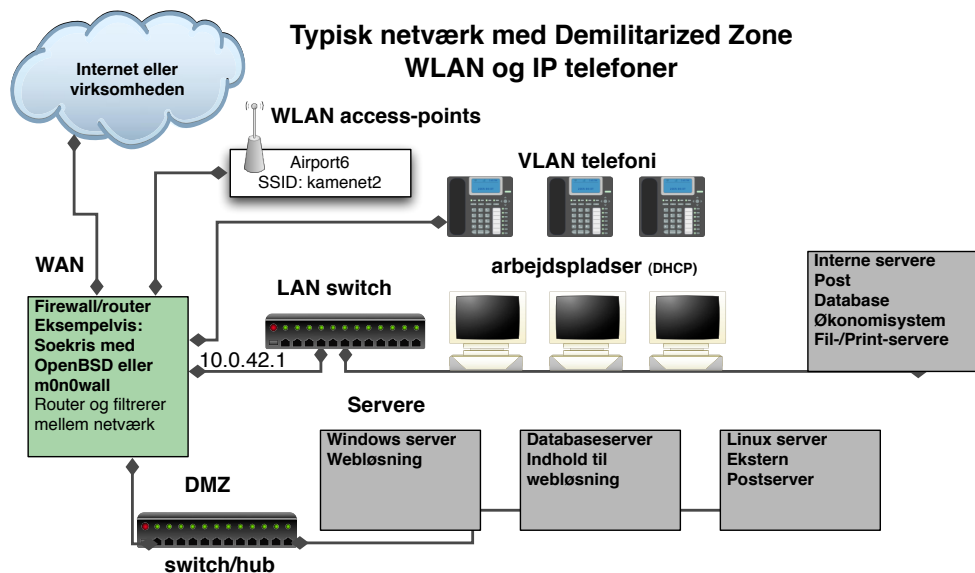 Typisk netværk med Demilitarized Zone
WLAN og IP telefoner
Internet eller
virksomheden
WLAN access-points
Airport6
SSID: kamenet2
VLAN telefoni
WAN
arbejdspladser (DHCP)
Interne servere
Post
Database
Økonomisystem
Fil-/Print-servere
LAN switch
Firewall/router
Eksempelvis:
Soekris med
OpenBSD eller
m0n0wall
Router og filtrerer
mellem netværk
10.0.42.1
Servere
Windows server
Webløsning
Databaseserver
Indhold til
webløsning
Linux server
Ekstern
Postserver
DMZ
switch/hub